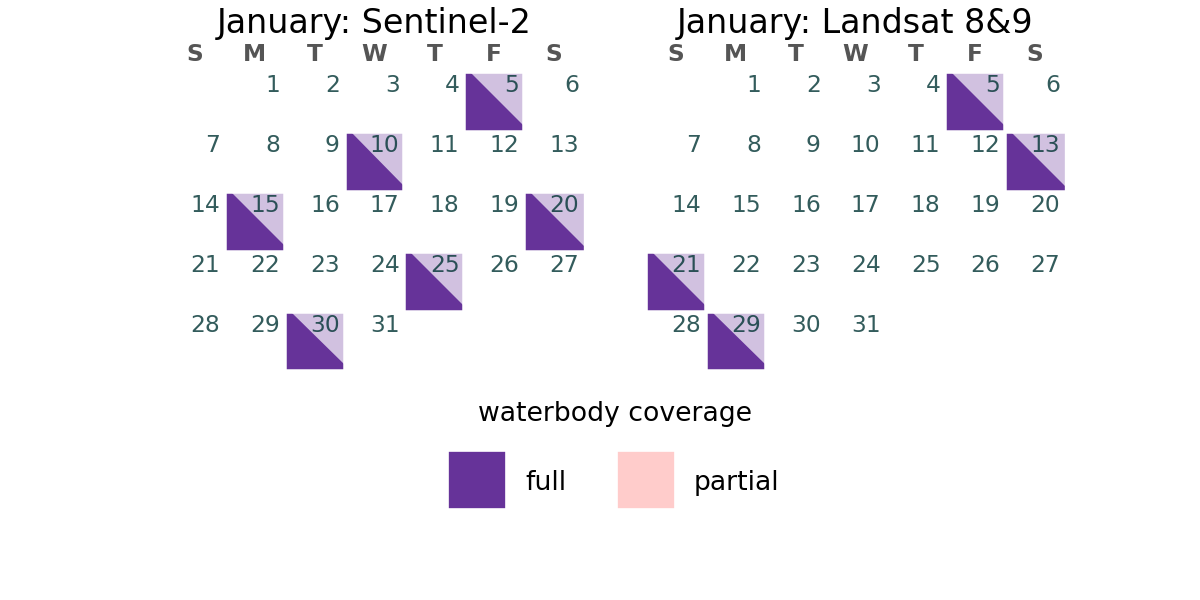 January: Sentinel-2
S M T W T F S
1 2 3 4 5 6
7 8 9 10 11 12 13
14 15 16 17 18 19 20
21 22 23 24 25 26 27
28 29 30 31
January: Landsat 8&9
S M T W T F S
1 2 3 4 5 6
7 8 9 10 11 12 13
14 15 16 17 18 19 20
21 22 23 24 25 26 27
28 29 30 31
waterbody coverage
full partial